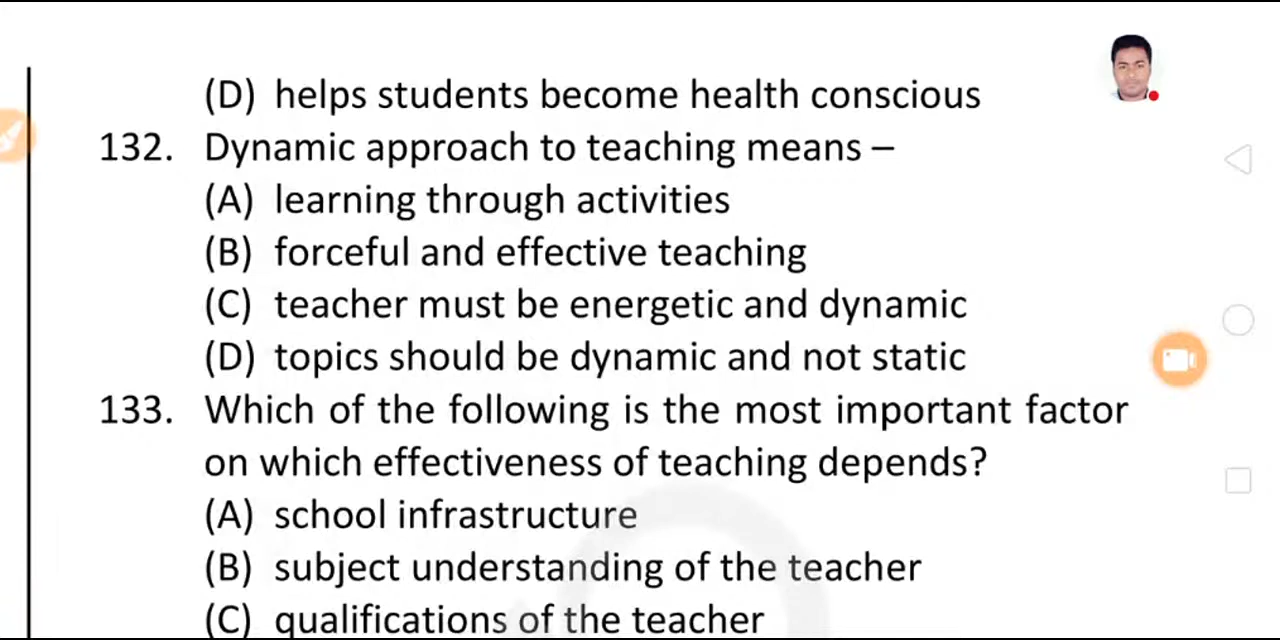 (D) helps students become health conscious
132. Dynamic approach to teaching means –
(A) learning through activities
(B) forceful and effective teaching
(C) teacher must be energetic and dynamic
(D) topics should be dynamic and not static
133. Which of the following is the most important factor
on which effectiveness of teaching depends?
(A) school infrastructure
(B) subject understanding of the teacher
(C) qualifications of the teacher